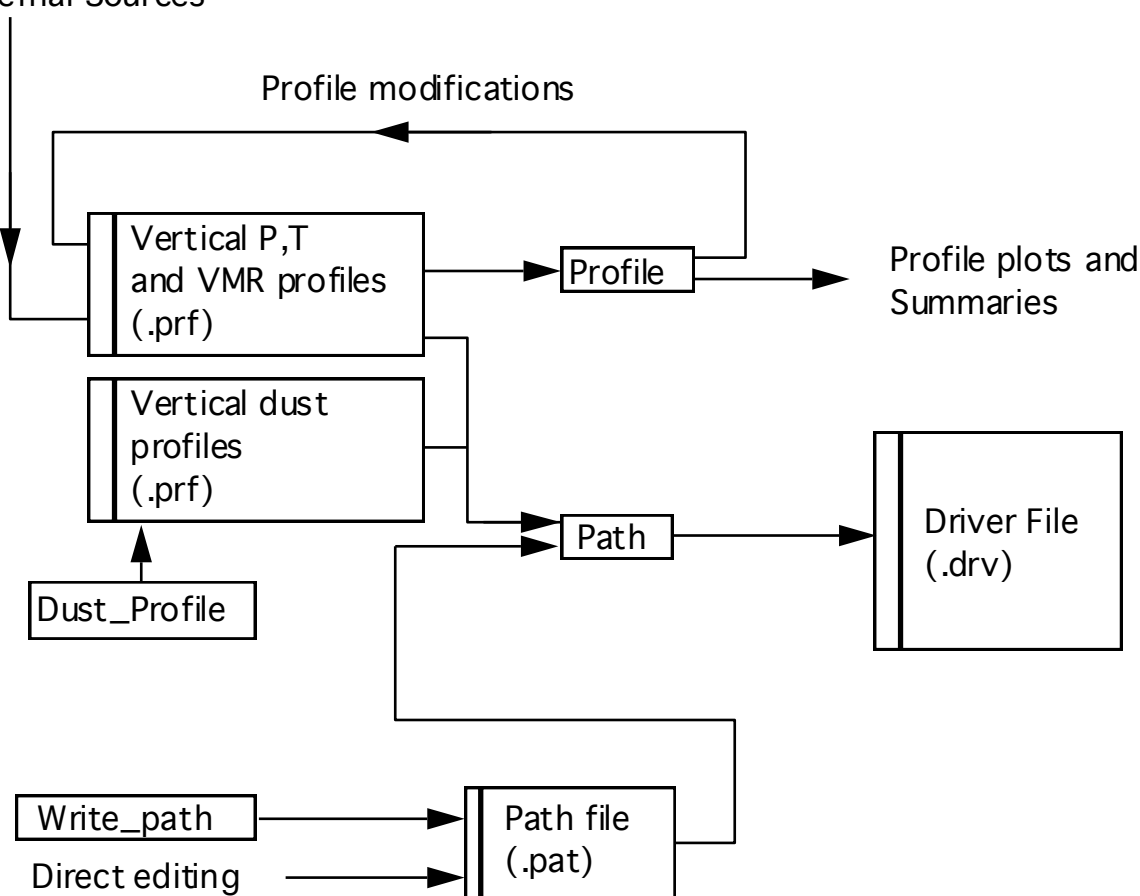 Profile modifications
Vertical P,T
and VMR profiles
(.prf)
Profile
Profile plots and
Summaries
Vertical dust
profiles
(.prf)
Path
Driver File
(.drv)
Dust_Profile
Write_path
Path file
(.pat)
Direct editing